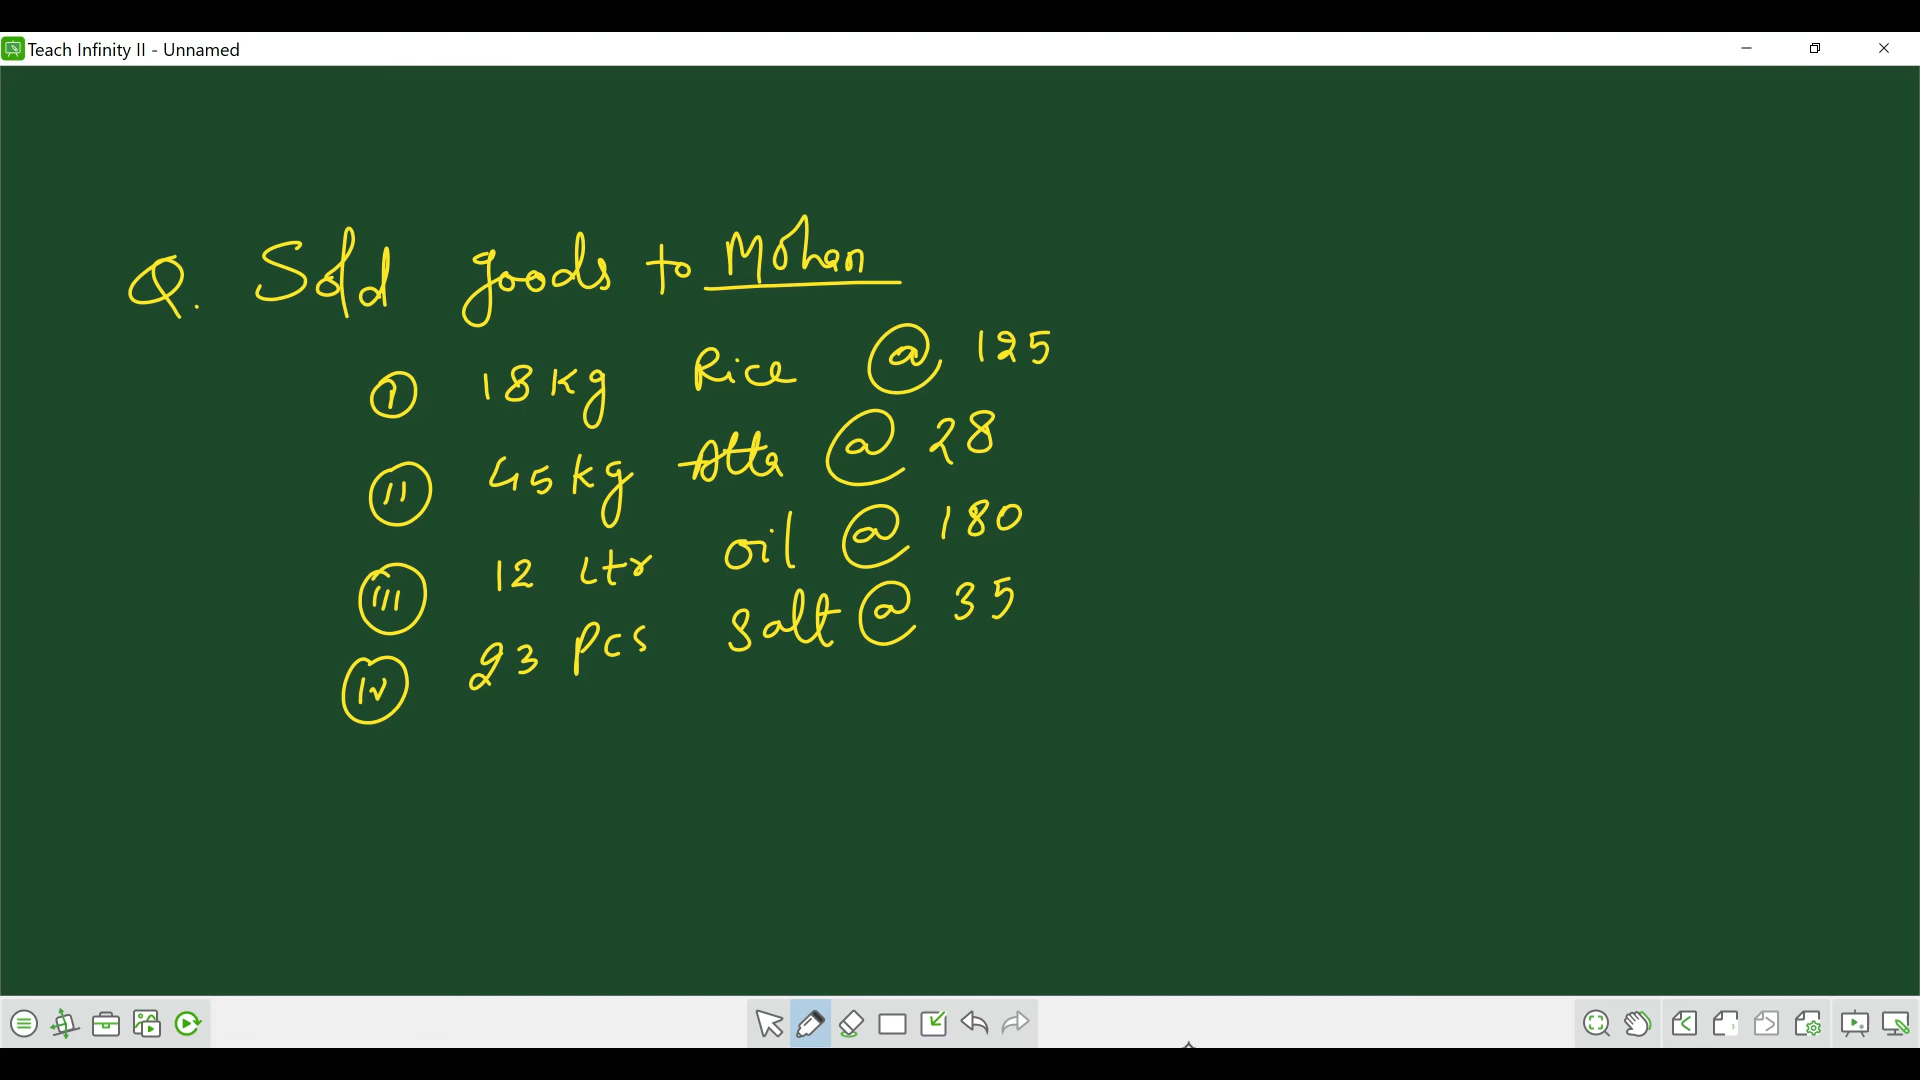 Teach Infinity II - Unnamed
Q. Sold goods to Mohan
I 18 Kg Rice @ 125
II 45 kg Atta @ 28
III 12 Ltr oil @ 180
IV 23 Pcs Salt @ 35